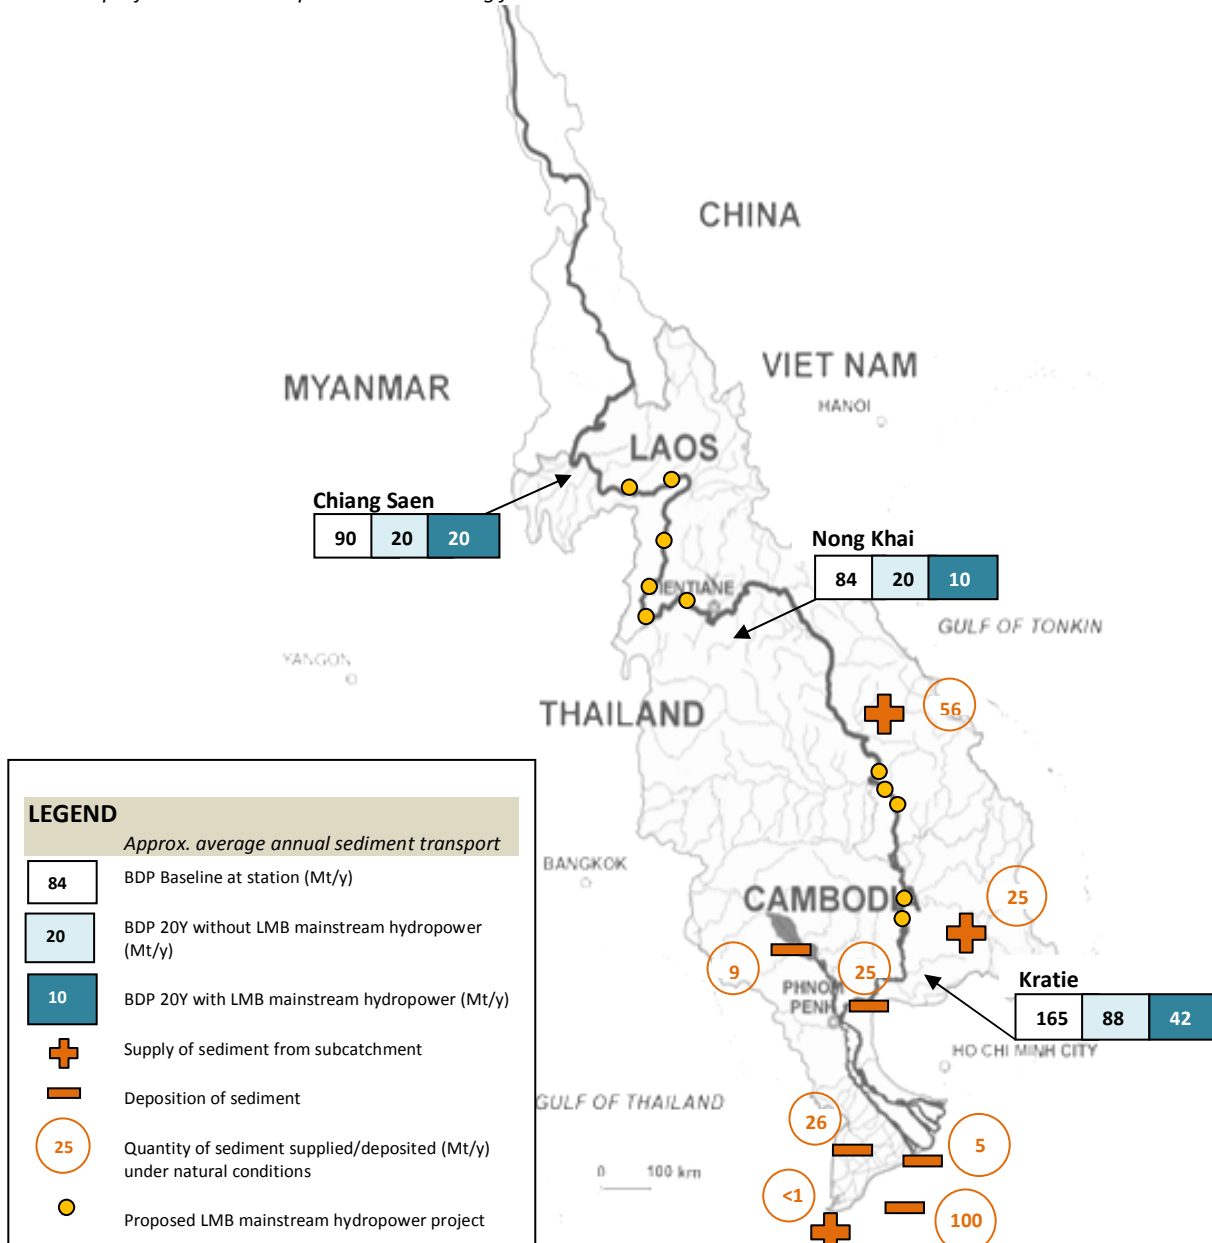 CHINA
VIET NAM
HANOI
MYANMAR
LAOS
Chiang Saen
90 20 20
Nong Khai
84 20 10
IENTIANE
GULF OF TONKIN
YANGON
THAILAND
56
LEGEND
Approx. average annual sediment transport
84 BDP Baseline at station (Mt/y)
20 BDP 20Y without LMB mainstream hydropower
(Mt/y)
10 BDP 20Y with LMB mainstream hydropower (Mt/y)
Supply of sediment from subcatchment
Deposition of sediment
25 Quantity of sediment supplied/deposited (Mt/y)
under natural conditions
Proposed LMB mainstream hydropower project
BANGKOK
CAMBODIA
25
9
25
PHNOM
PENH
Kratie
165 88 42
HO CHI MINH CITY
GULF OF THAILAND
26
5
0 100 km
<1
100